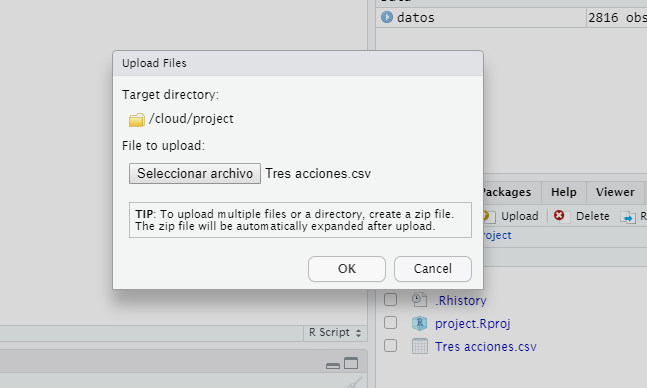 datos 2816 obs
Upload Files
Target directory:
/cloud/project
File to upload:
Seleccionar archivo Tres acciones.csv
TIP: To upload multiple files or a directory, create a zip file.
The zip file will be automatically expanded after upload.
OK Cancel
Packages Help Viewer
Upload Delete R
oject
.Rhistory
project.Rproj
Tres acciones.csv
R Script